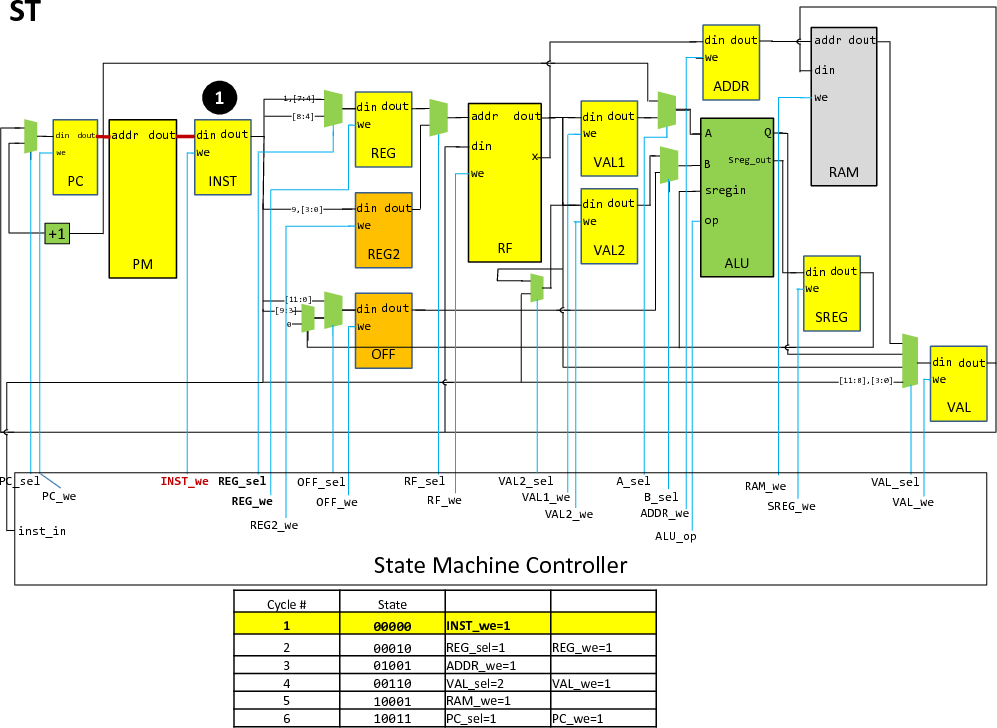 ST
1
din dout
we
PC
addr dout
PM
din dout
we
INST
+1
1,[7:4]
[8:4]
din dout
we
REG
9,[3:0]
din dout
we
REG2
[11:0]
[9:3]
0
din dout
we
OFF
addr dout
din
x
we
RF
din dout
we
VAL1
din dout
we
VAL2
din dout
we
ADDR
A
Q
B
Sreg_out
sregin
op
ALU
addr dout
din
we
RAM
din dout
we
SREG
[11:8],[3:0]
din dout
we
VAL
PC_sel
PC_we
INST_we
REG_sel
REG_we
REG2_we
OFF_sel
OFF_we
RF_sel
RF_we
VAL2_sel
VAL1_we
VAL2_we
A_sel
B_sel
ADDR_we
ALU_op
RAM_we
SREG_we
VAL_sel
VAL_we
inst_in
State Machine Controller
Cycle # State
1 00000 INST_we=1
2 00010 REG_sel=1 REG_we=1
3 01001 ADDR_we=1
4 00110 VAL_sel=2 VAL_we=1
5 10001 RAM_we=1
6 10011 PC_sel=1 PC_we=1